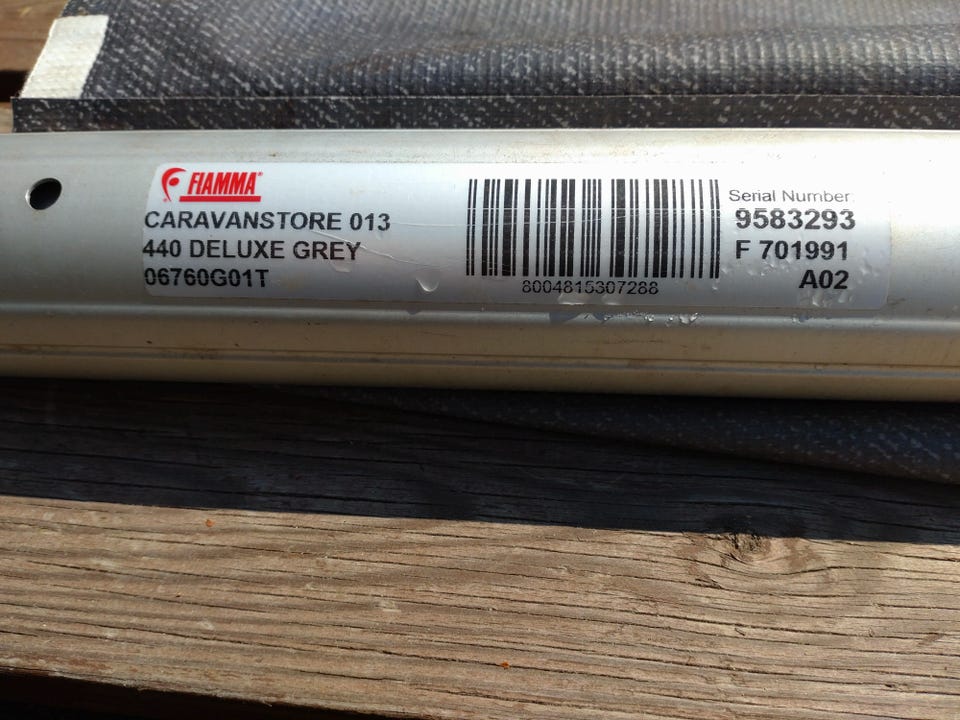 FIAMMA®
CARAVANSTORE 013
440 DELUXE GREY
06760G01T
8004815307288
Serial Number:
9583293
F 701991
A02